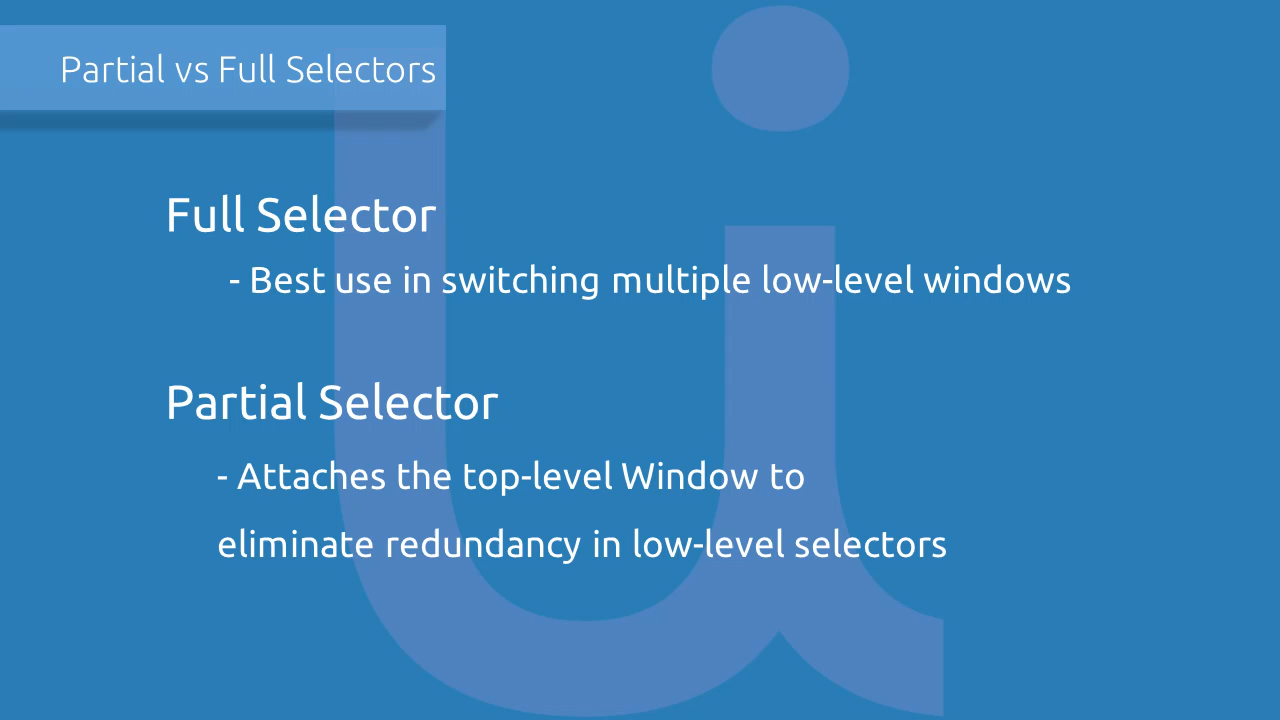 Partial vs Full Selectors
Full Selector
- Best use in switching multiple low-level windows
Partial Selector
- Attaches the top-level Window to
eliminate redundancy in low-level selectors